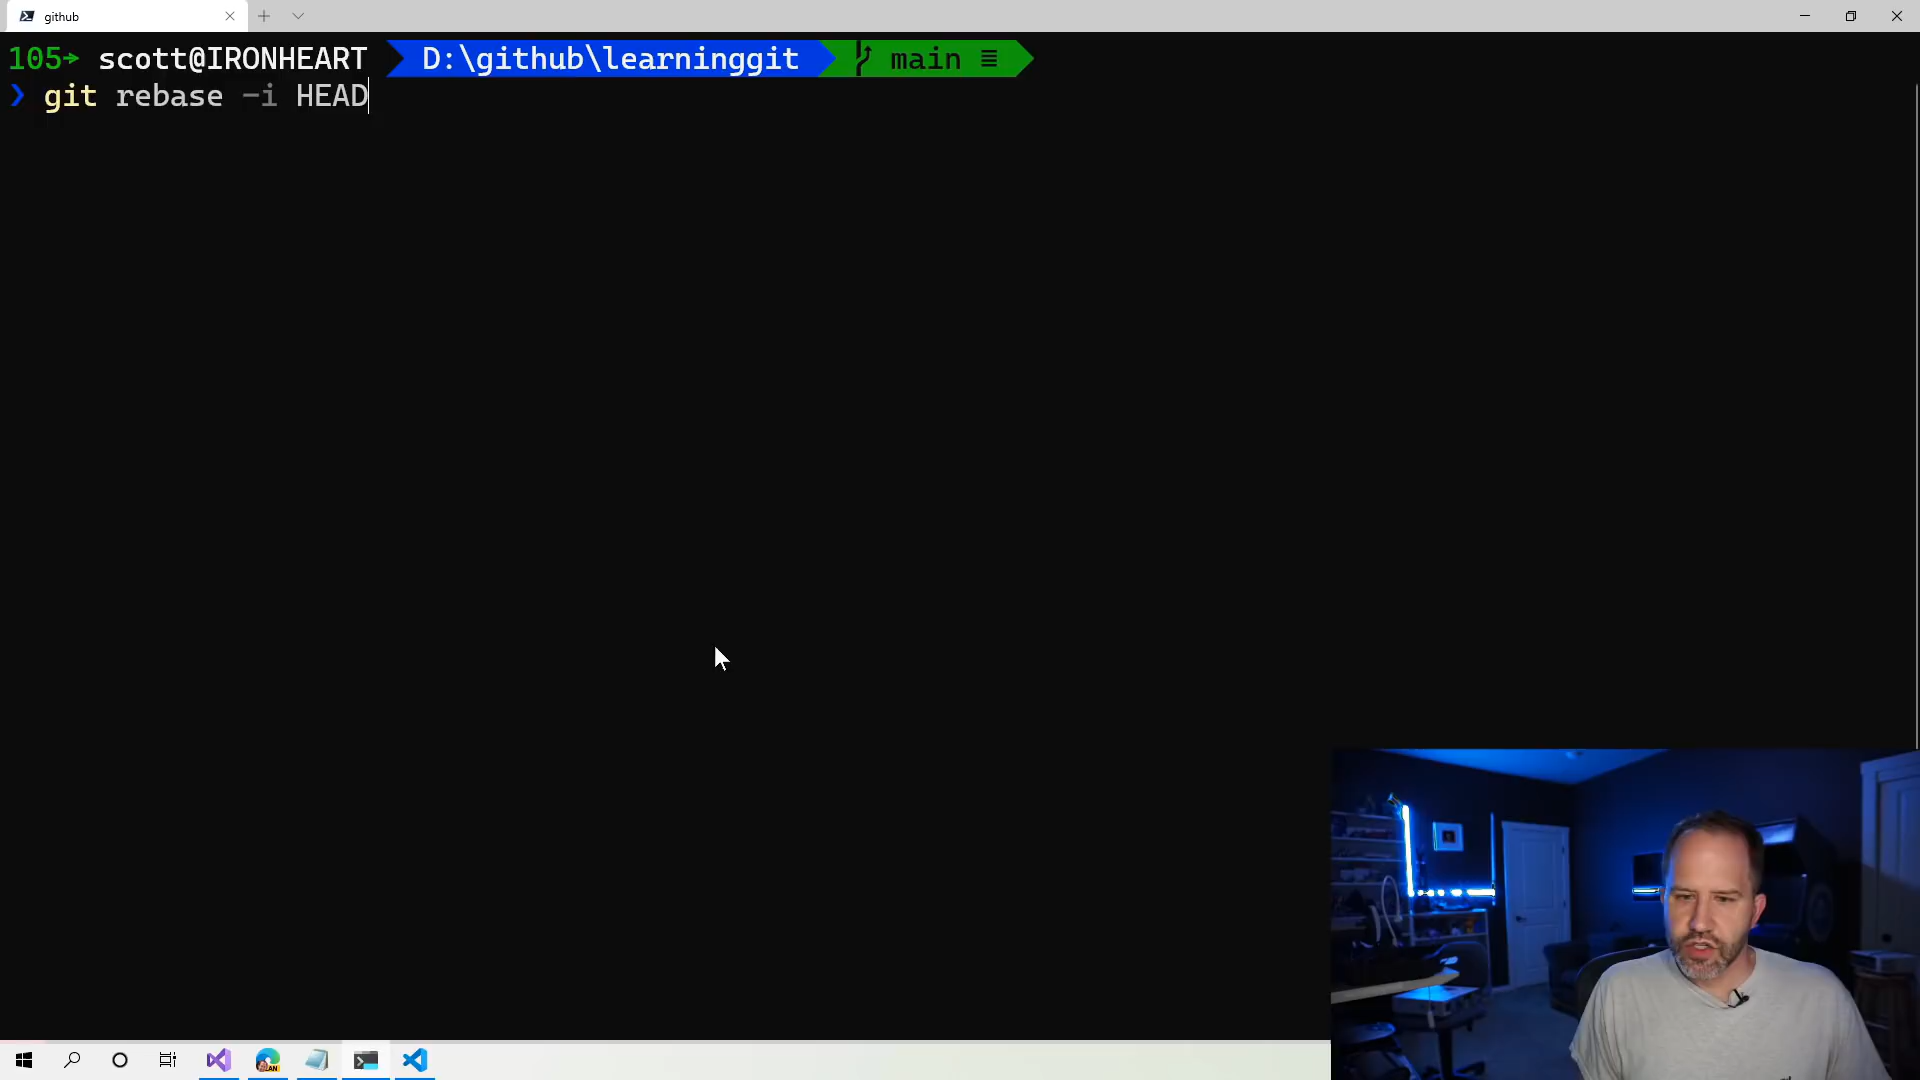 github
105→ scott@IRONHEART D:\github\learninggit main ≡
❯ git rebase -i HEAD